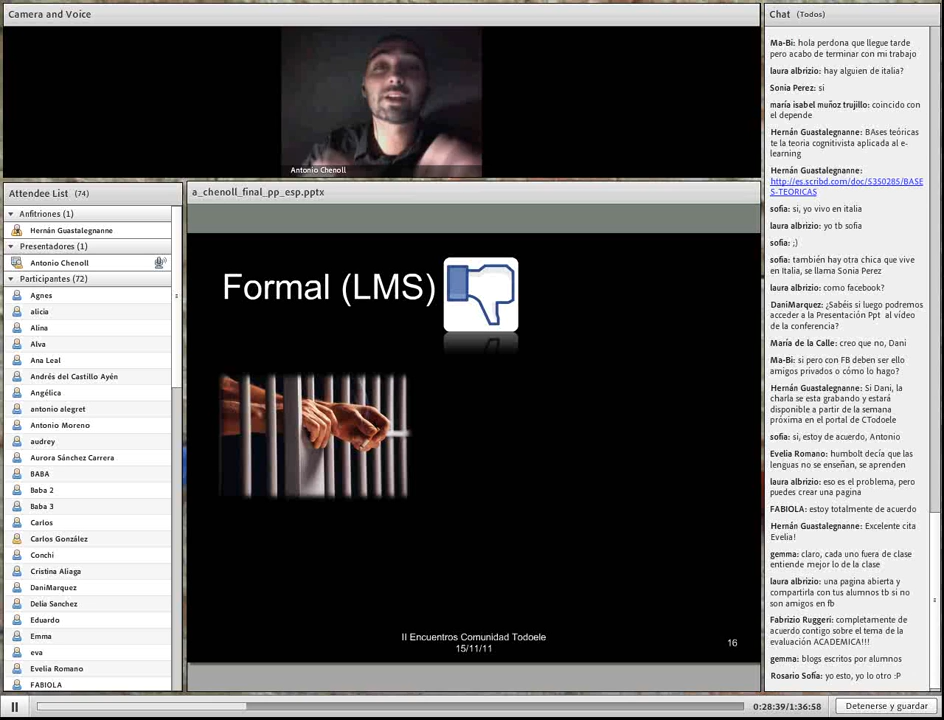 Camera and Voice
Antonio Chenoll
Attendee List (74)
Anfitriones (1)
Hernán Guastalegnanne
Presentadores (1)
Antonio Chenoll
Participantes (72)
Agnes
alicia
Alina
Alva
Ana Leal
Andrés del Castillo Ayén
Angélica
antonio alegret
Antonio Moreno
audrey
Aurora Sánchez Carrera
BABA
Baba 2
Baba 3
Carlos
Carlos González
Conchi
Cristina Aliaga
DaniMarquez
Delia Sanchez
Eduardo
Emma
eva
Evelia Romano
FABIOLA
a_chenoll_final_pp_esp.pptx
Formal (LMS)
II Encuentros Comunidad Todoele
15/11/11
16
Chat (Todos)
Ma-Bi: hola perdona que llegue tarde
pero acabo de terminar con mi trabajo
laura albrizio: hay alguien de italia?
Sonia Perez: si
maría isabel muñoz trujillo: coincido con
el depende
Hernán Guastalegnanne: BAses teóricas
te la teoria cognitivista aplicada al e-
learning
Hernán Guastalegnanne:
http://es.scribd.com/doc/5350285/BASE
S-TEORICAS
sofia: si, yo vivo en italia
laura albrizio: yo tb sofia
sofia: ;)
sofia: también hay otra chica que vive
en Italia, se llama Sonia Perez
laura albrizio: como facebook?
DaniMarquez: ¿Sabéis si luego podremos
acceder a la Presentación Ppt al vídeo
de la conferencia?
María de la Calle: creo que no, Dani
Ma-Bi: si pero con FB deben ser ello
amigos privados o cómo lo hago?
Hernán Guastalegnanne: Si Dani, la
charla se esta grabando y estará
disponible a partir de la semana
próxima en el portal de CTodoele
sofia: si, estoy de acuerdo, Antonio
Evelia Romano: humbolt decía que las
lenguas no se enseñan, se aprenden
laura albrizio: eso es el problema, pero
puedes crear una pagina
FABIOLA: estoy totalmente de acuerdo
Hernán Guastalegnanne: Excelente cita
Evelia!
gemma: claro, cada uno fuera de clase
entiende mejor lo de la clase
laura albrizio: una pagina abierta y
compartirla con tus alumnos tb si no
son amigos en fb
Fabrizio Ruggeri: completamente de
acuerdo contigo sobre el tema de la
evaluación ACADEMICA!!!
gemma: blogs escritos por alumnos
Rosario Sofía: yo esto, yo lo otro :P
0:28:39/1:36:58
Detenerse y guardar